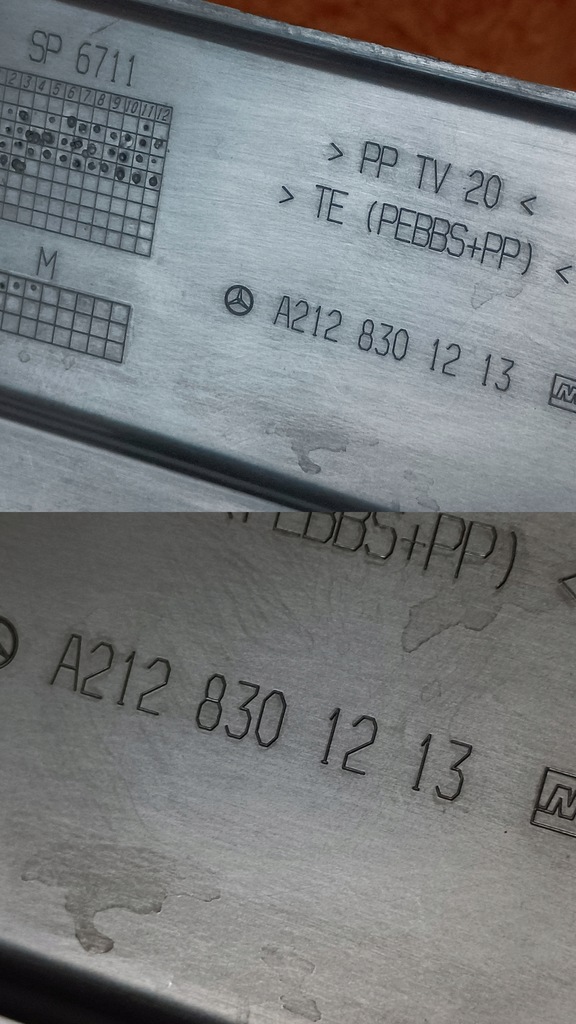 SP 6711
2 3 4 5 6 7 8 9 10 11 12
> PP TV 20 <
> TE (PEBBS+PP) <
M
A212 830 12 13
(PEBBS+PP) <
A212 830 12 13